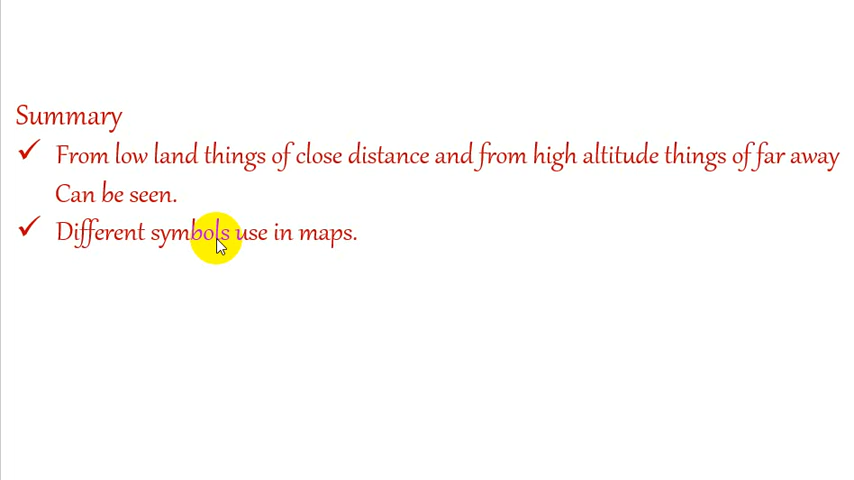 Summary
✓ From low land things of close distance and from high altitude things of far away
Can be seen.
✓ Different symbols use in maps.